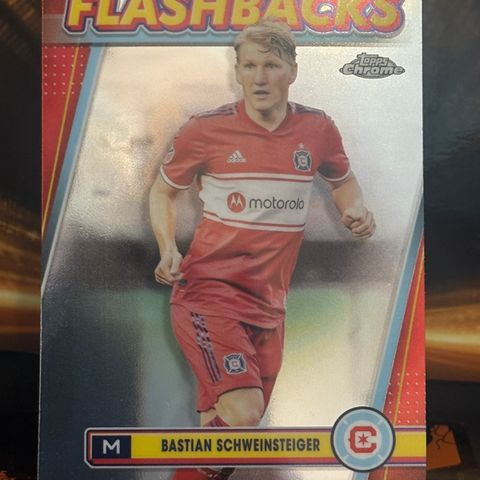 FLASHBACKS
Topps
Chrome
adidas
motorola
M
BASTIAN SCHWEINSTEIGER
C